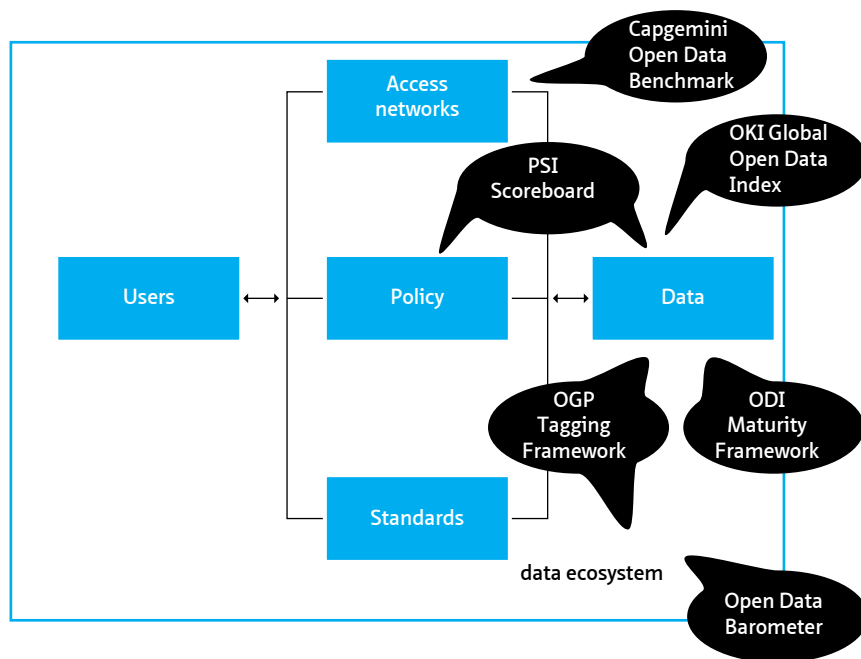 Capgemini
Open Data
Benchmark
Access
networks
OKI Global
Open Data
Index
PSI
Scoreboard
Users
Policy
Data
OGP
Tagging
Framework
ODI
Maturity
Framework
Standards
data ecosystem
Open Data
Barometer